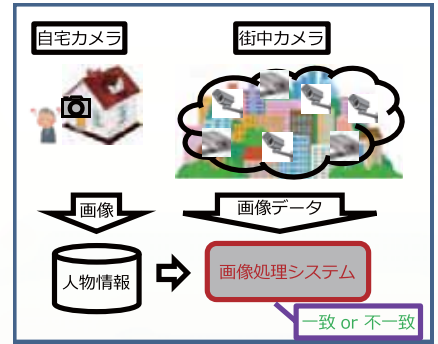 自宅カメラ
街中カメラ
画像
画像データ
人物情報
画像処理システム
一致 or 不一致